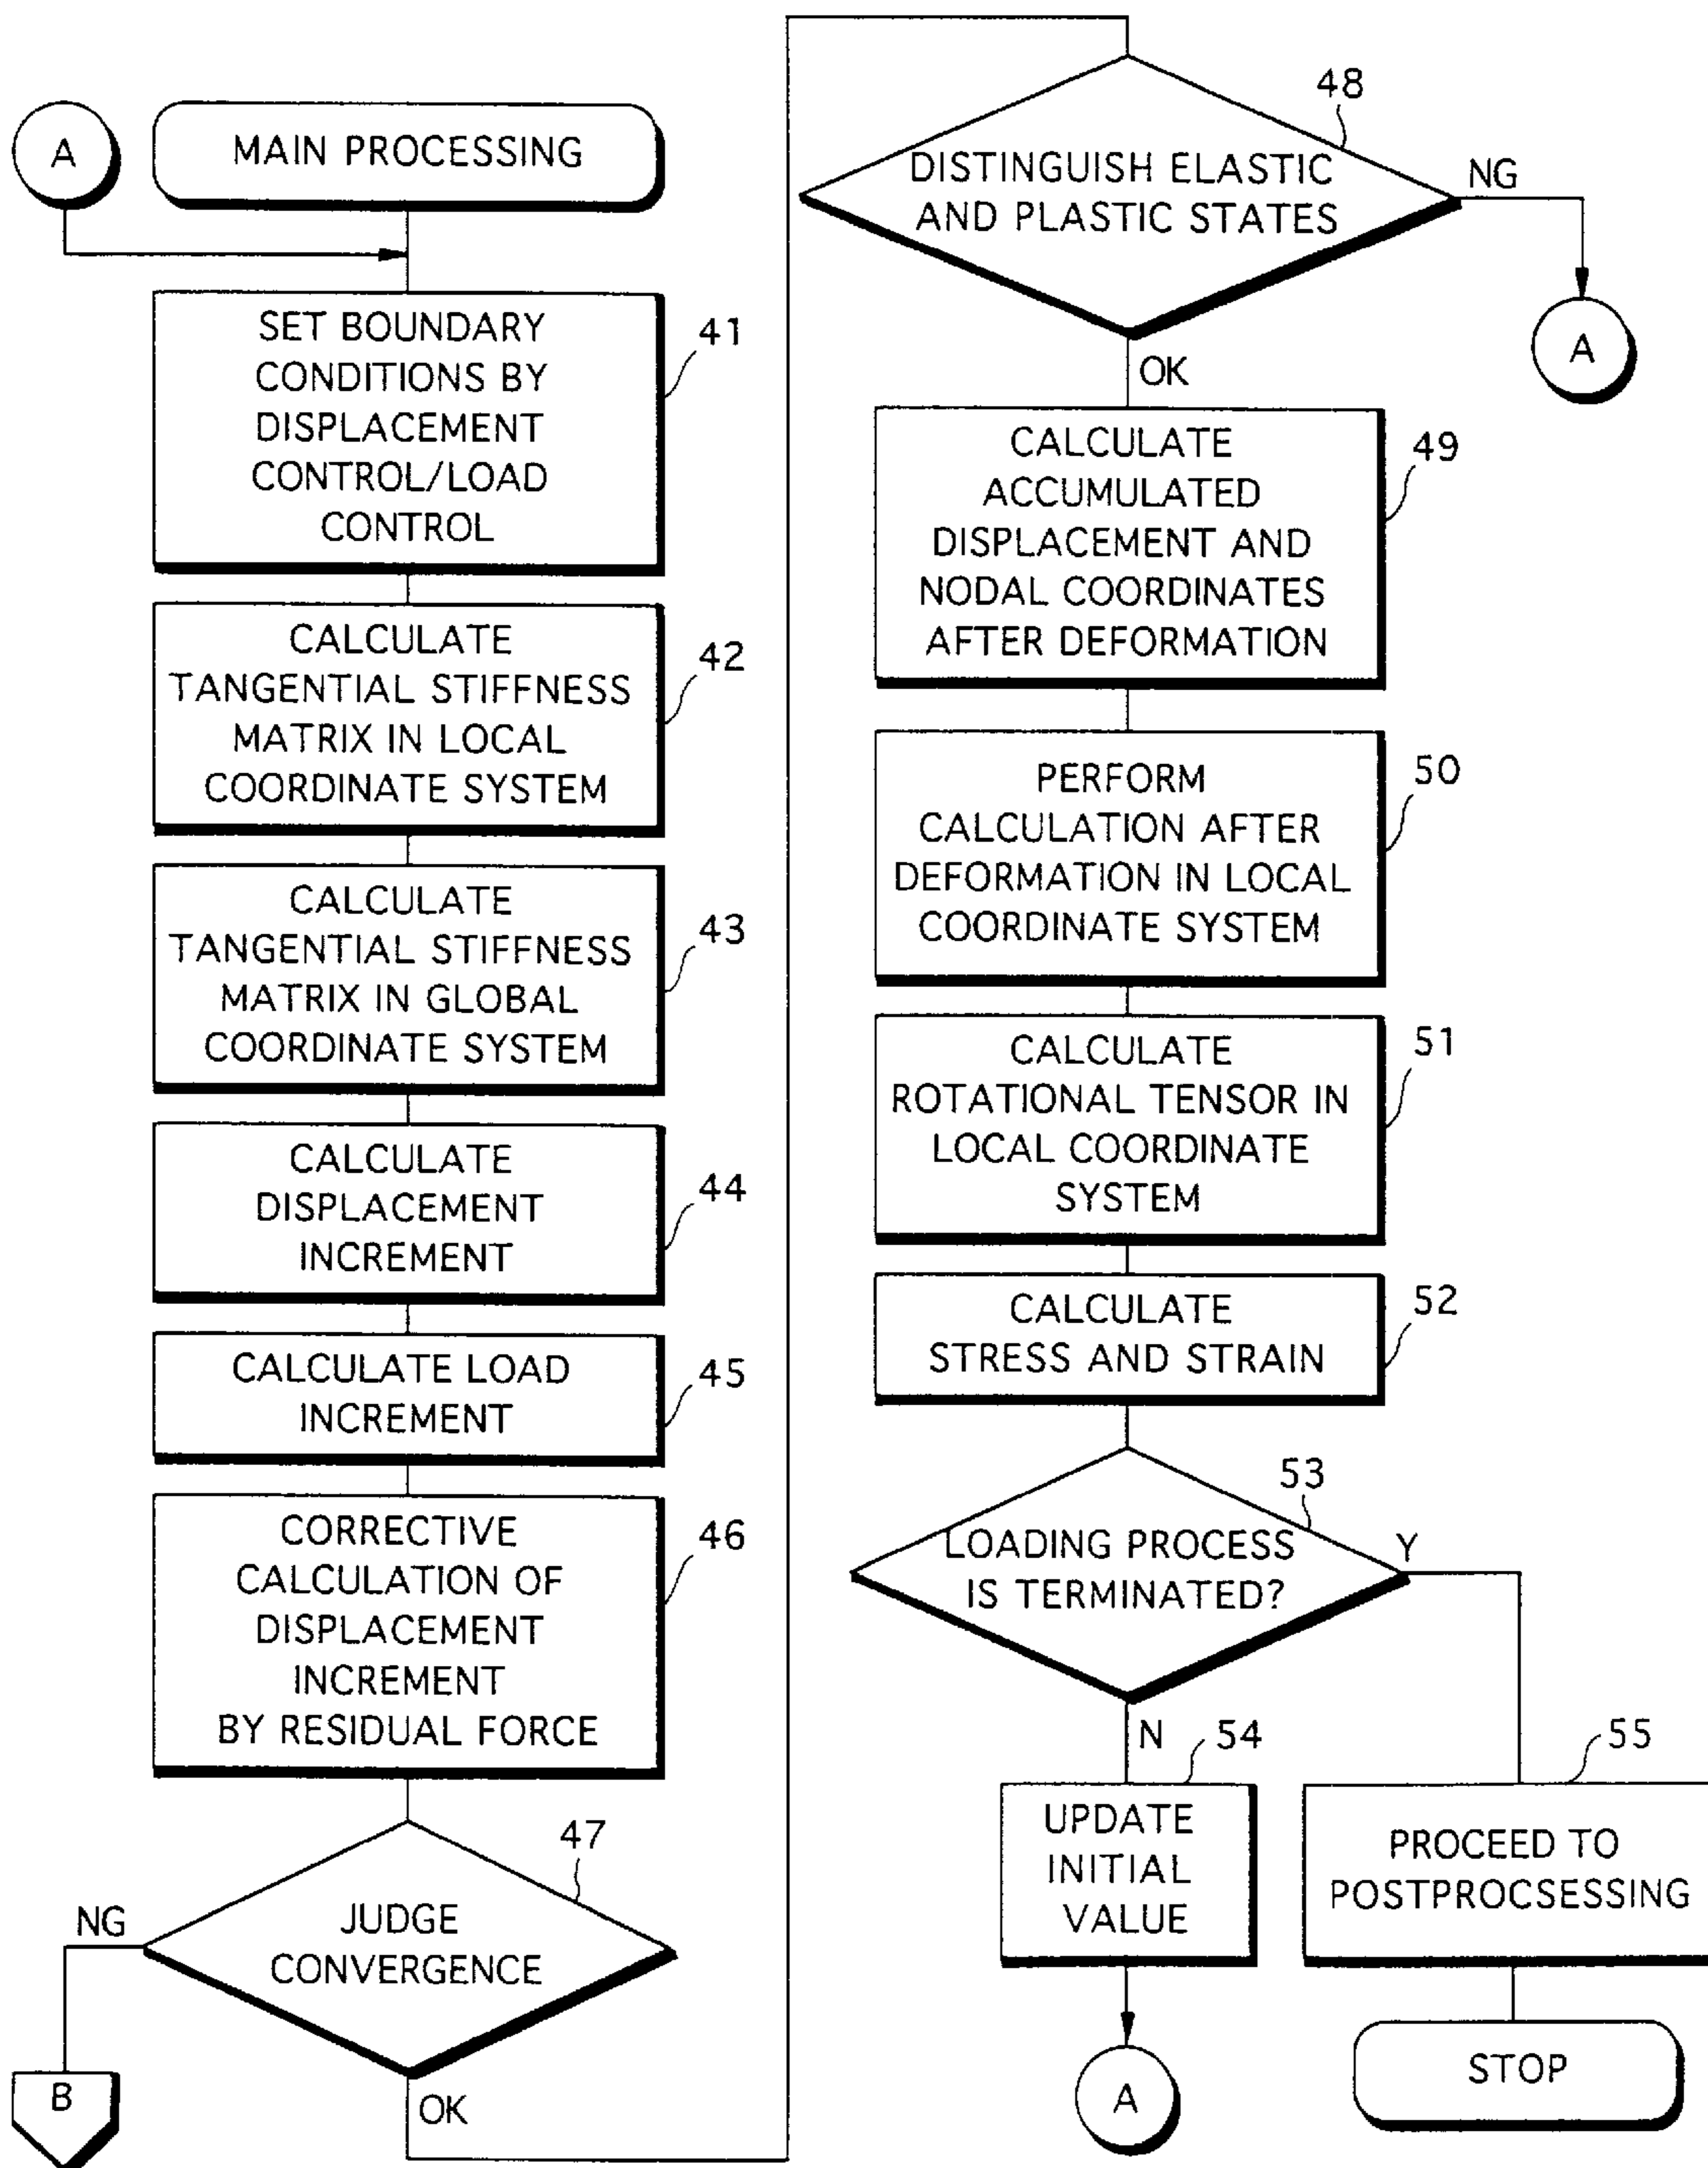 A
MAIN PROCESSING
SET BOUNDARY
CONDITIONS BY
DISPLACEMENT
CONTROL/LOAD
CONTROL
41
CALCULATE
TANGENTIAL STIFFNESS
MATRIX IN LOCAL
COORDINATE SYSTEM
42
CALCULATE
TANGENTIAL STIFFNESS
MATRIX IN GLOBAL
COORDINATE SYSTEM
43
CALCULATE
DISPLACEMENT
INCREMENT
44
CALCULATE LOAD
INCREMENT
45
CORRECTIVE
CALCULATION OF
DISPLACEMENT
INCREMENT
BY RESIDUAL FORCE
46
47
JUDGE
CONVERGENCE
NG
B
OK
48
DISTINGUISH ELASTIC
AND PLASTIC STATES
NG
A
OK
CALCULATE
ACCUMULATED
DISPLACEMENT AND
NODAL COORDINATES
AFTER DEFORMATION
49
PERFORM
CALCULATION AFTER
DEFORMATION IN LOCAL
COORDINATE SYSTEM
50
CALCULATE
ROTATIONAL TENSOR IN
LOCAL COORDINATE
SYSTEM
51
CALCULATE
STRESS AND STRAIN
52
53
LOADING PROCESS
IS TERMINATED?
Y
N
54
UPDATE
INITIAL
VALUE
A
55
PROCEED TO
POSTPROCSESSING
STOP